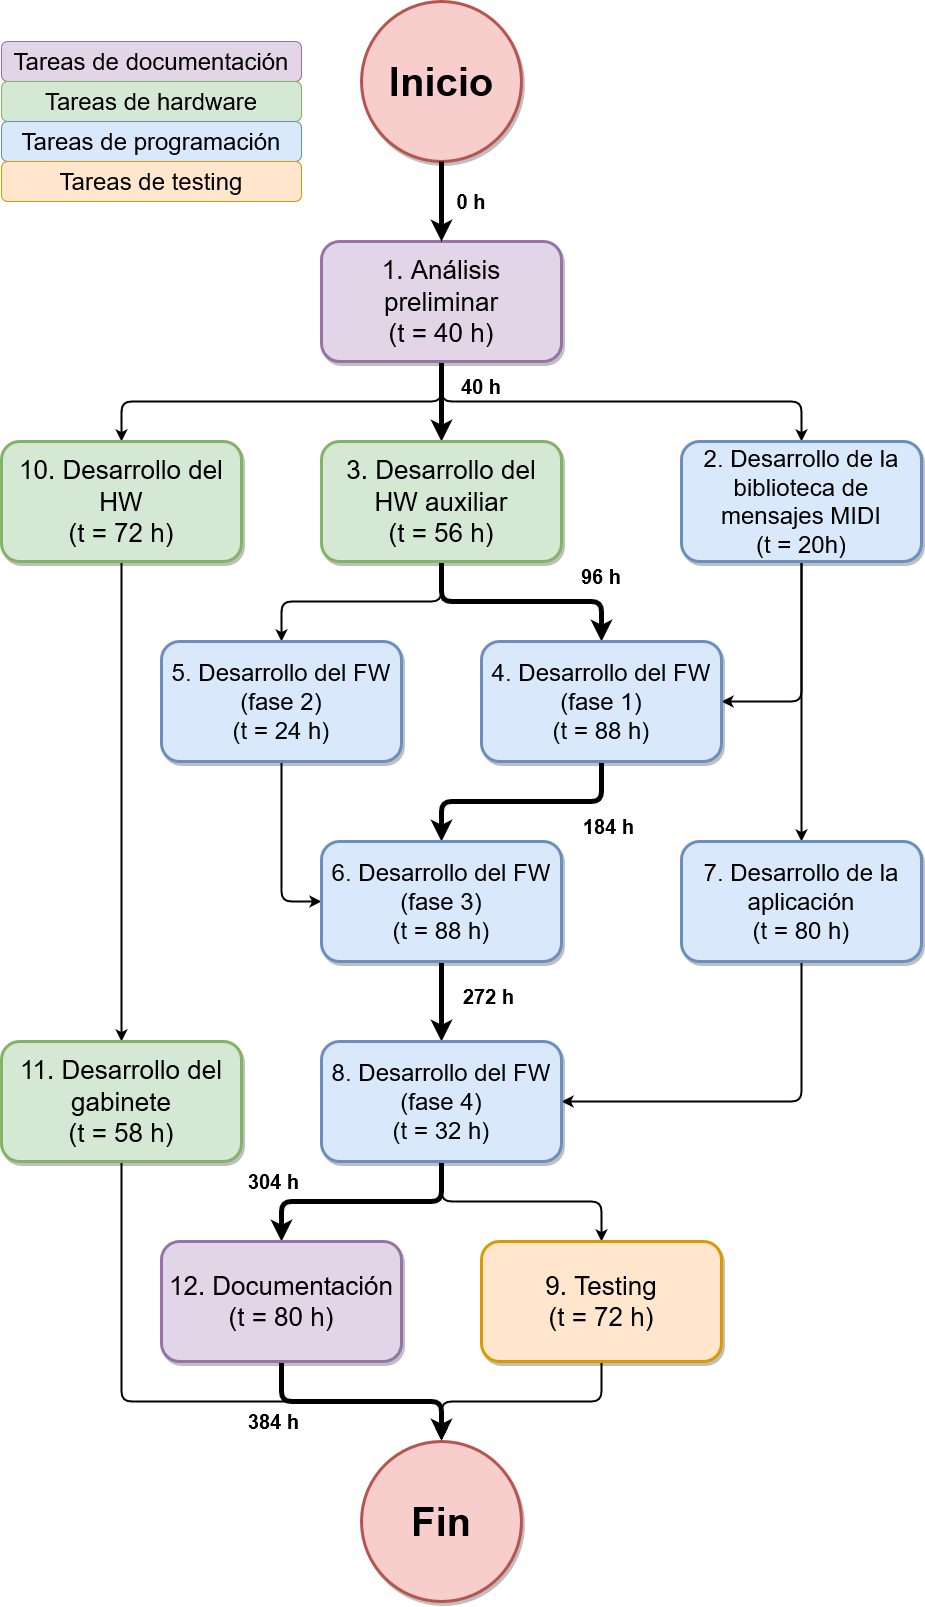 Inicio
Tareas de documentación
Tareas de hardware
Tareas de programación
Tareas de testing
0 h
1. Análisis
preliminar
(t = 40 h)
40 h
10. Desarrollo del
HW
(t = 72 h)
3. Desarrollo del
HW auxiliar
(t = 56 h)
2. Desarrollo de la
biblioteca de
mensajes MIDI
(t = 20h)
96 h
5. Desarrollo del FW
(fase 2)
(t = 24 h)
4. Desarrollo del FW
(fase 1)
(t = 88 h)
184 h
6. Desarrollo del FW
(fase 3)
(t = 88 h)
7. Desarrollo de la
aplicación
(t = 80 h)
272 h
11. Desarrollo del
gabinete
(t = 58 h)
8. Desarrollo del FW
(fase 4)
(t = 32 h)
304 h
12. Documentación
(t = 80 h)
9. Testing
(t = 72 h)
384 h
Fin